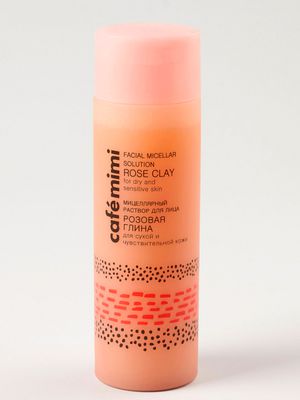 café mimi
FACIAL MICELLAR
SOLUTION
ROSE CLAY
for dry and
sensitive skin
МИЦЕЛЛЯРНЫЙ
РАСТВОР ДЛЯ ЛИЦА
РОЗОВАЯ
ГЛИНА
для сухой и
чувствительной кожи